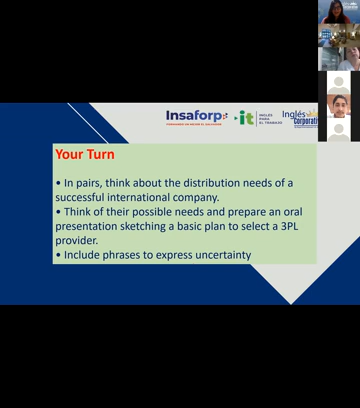 Insaforp
it
INGLÉS
PARA
EL TRABAJO
Inglés
Corporativo
Your Turn
• In pairs, think about the distribution needs of a
successful international company.
• Think of their possible needs and prepare an oral
presentation sketching a basic plan to select a 3PL
provider.
• Include phrases to express uncertainty